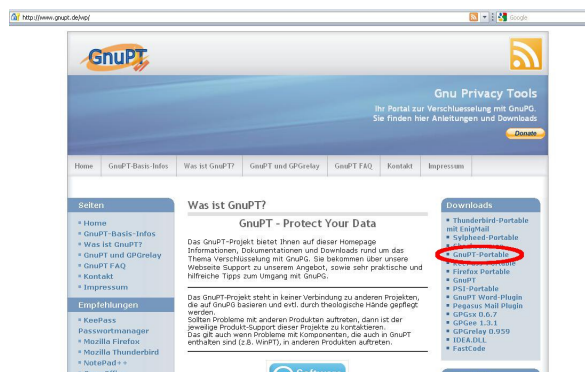 http://www.gnupt.de/wp/
Google
GnuPT
Gnu Privacy Tools
Ihr Portal zur Verschluesselung mit GnuPG.
Sie finden hier Anleitungen und Downloads
Donate
Home GnuPT-Basis-Infos Was ist GnuPT? GnuPT und GPGrelay GnuPT FAQ Kontakt Impressum
Seiten
Home
GnuPT-Basis-Infos
Was ist GnuPT?
GnuPT und GPGrelay
GnuPT FAQ
Kontakt
Impressum
Empfehlungen
KeePass
Passwortmanager
Mozilla Firefox
Mozilla Thunderbird
NotePad++
Was ist GnuPT?
GnuPT - Protect Your Data
Das GnuPT-Projekt bietet Ihnen auf dieser Homepage
Informationen, Dokumentationen und Downloads rund um das
Thema Verschlüsselung mit GnuPG. Sie bekommen über unsere
Webseite Support zu unserem Angebot, sowie sehr praktische und
hilfreiche Tipps zum Umgang mit GnuPG.
Das GnuPT-Projekt steht in keiner Verbindung zu anderen Projekten,
die auf GnuPG basieren und evtl. durch theologische Hände gepflegt
werden.
Sollten Probleme mit anderen Produkten auftreten, dann ist der
jeweilige Produkt-Support dieser Projekte zu kontaktieren.
Das gilt auch wenn Probleme mit Komponenten, die auch in GnuPT
enthalten sind (z.B. WinPT), in anderen Produkten auftreten.
Downloads
Thunderbird-Portable
mit EnigMail
Sylpheed-Portable
GnuPT-Portable
Firefox Portable
GnuPT
PSI-Portable
GnuPT Word-Plugin
Pegasus Mail Plugin
GPGsx 0.6.7
GPGee 1.3.1
GPGrelay 0.959
IDEA.DLL
FastCode